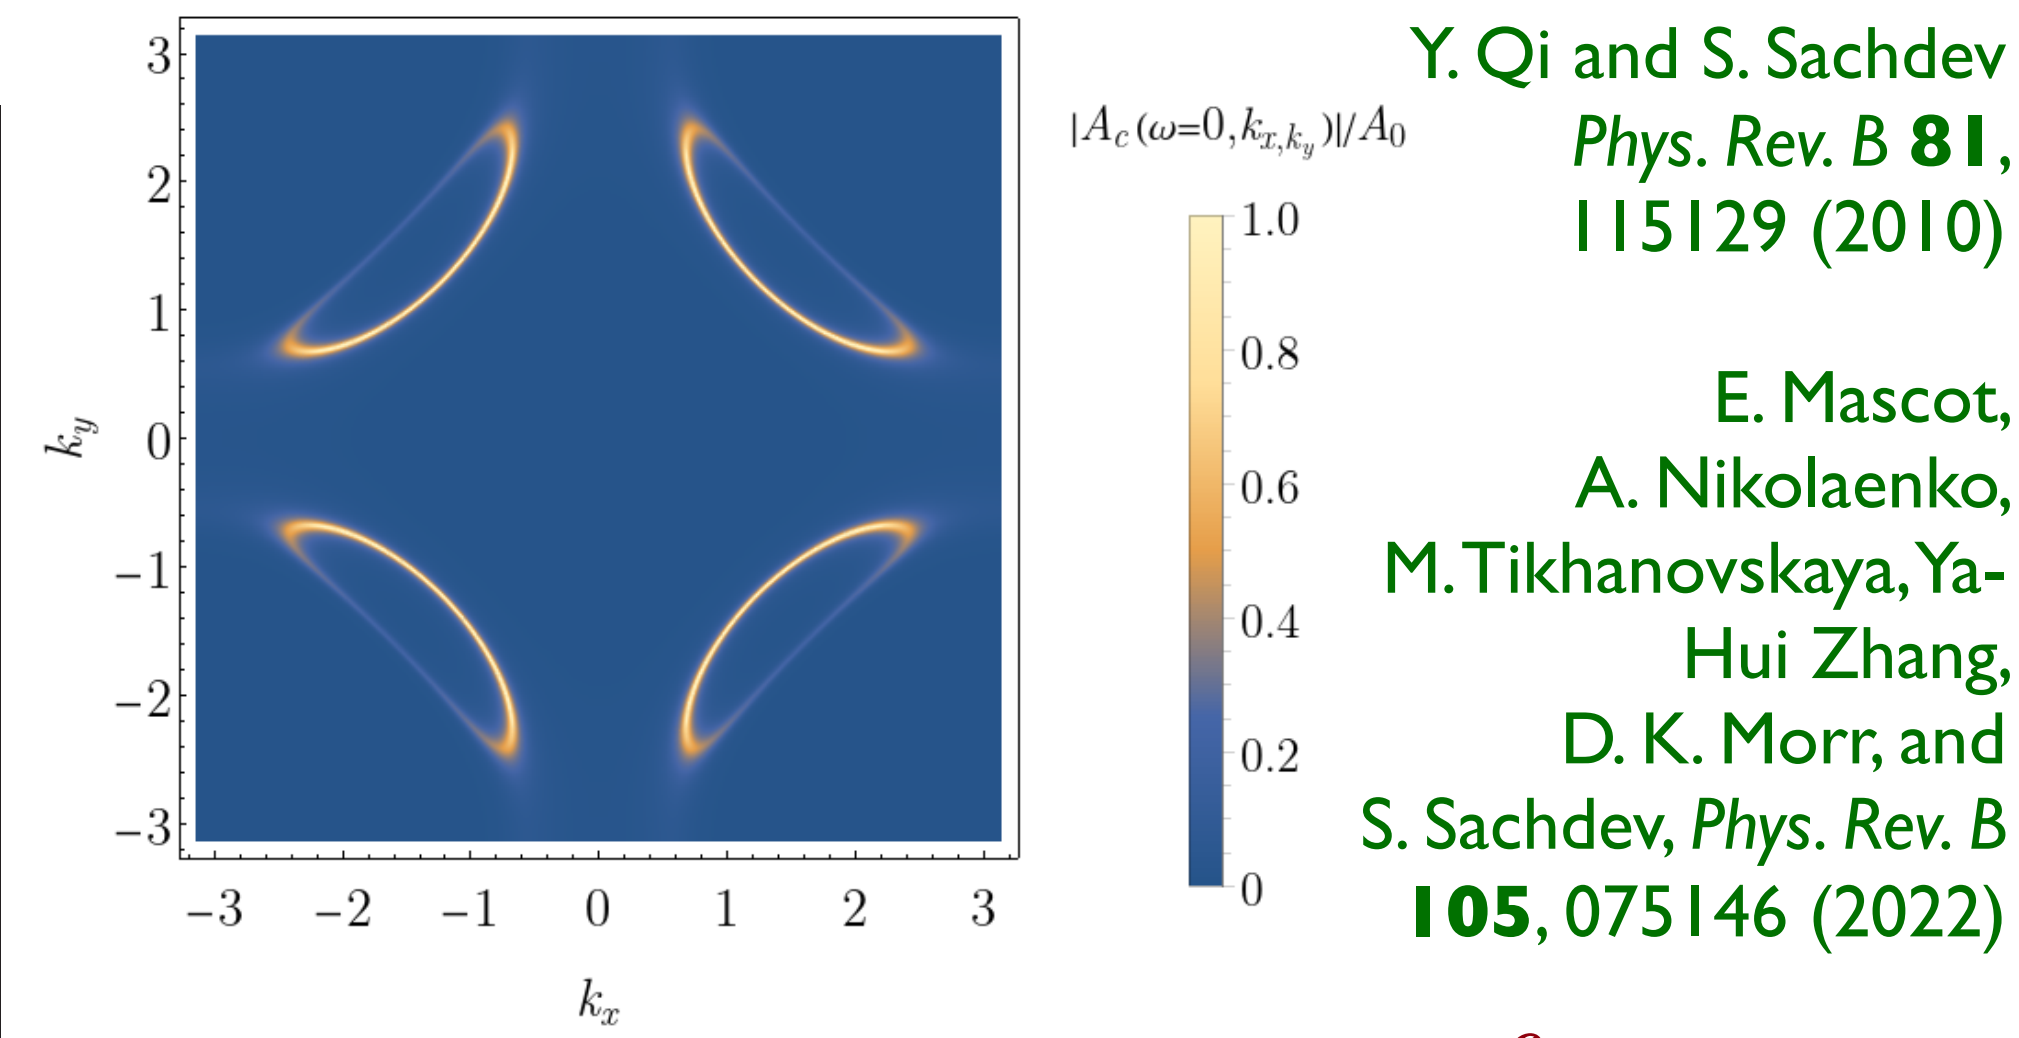 3
2
1
0
−1
−2
−3
k_y
−3 −2 −1 0 1 2 3
k_x
|A_c(ω=0,k_{x,k_y})|/A_0
1.0
0.8
0.6
0.4
0.2
0
Y. Qi and S. Sachdev
Phys. Rev. B 81,
115129 (2010)
E. Mascot,
A. Nikolaenko,
M. Tikhanovskaya, Ya-
Hui Zhang,
D. K. Morr, and
S. Sachdev, Phys. Rev. B
105, 075146 (2022)